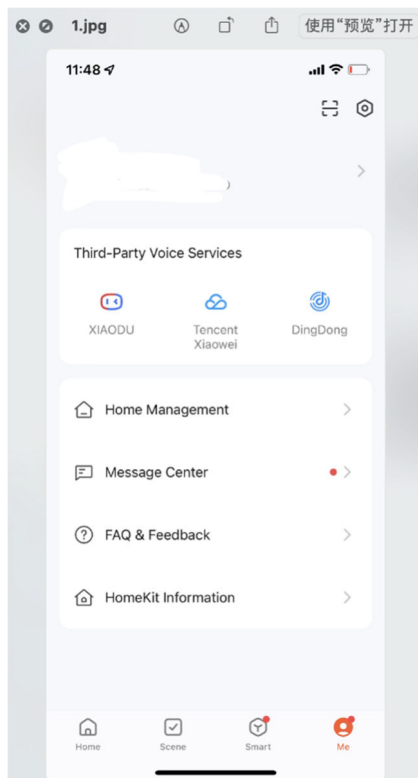 1.jpg
使用“预览”打开
11:48
Third-Party Voice Services
XIAODU
Tencent
Xiaowei
DingDong
Home Management
Message Center
FAQ & Feedback
HomeKit Information
Home
Scene
Smart
Me